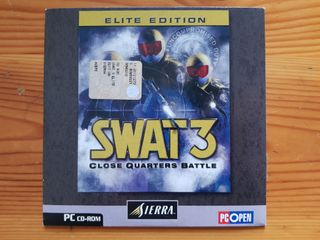 ELITE EDITION
SWAT 3
CLOSE QUARTERS BATTLE
PC CD-ROM
SIERRA
PC OPEN